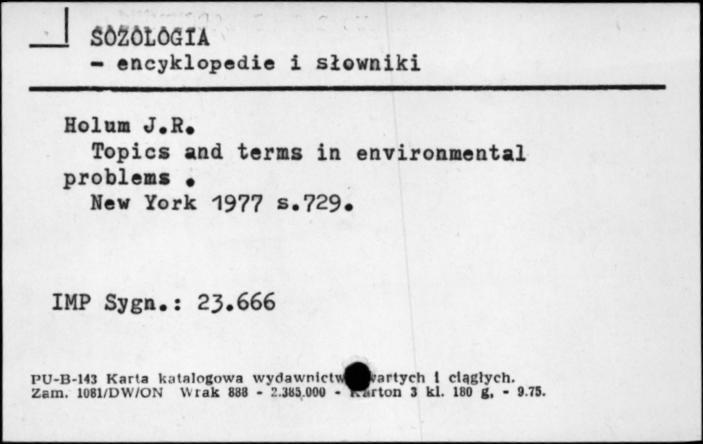 SOZOLOGIA
- encyklopedie i słowniki
Holum J.R.
Topics and terms in environmental
problems .
New York 1977 s.729.
IMP Sygn.: 23.666
PU-B-143 Karta katalogowa wydawnictw zwartych i ciągłych.
Zam. 1081/DW/ON Wrak 888 - 2.385.000 - Karton 3 kl. 180 g, - 9.75.